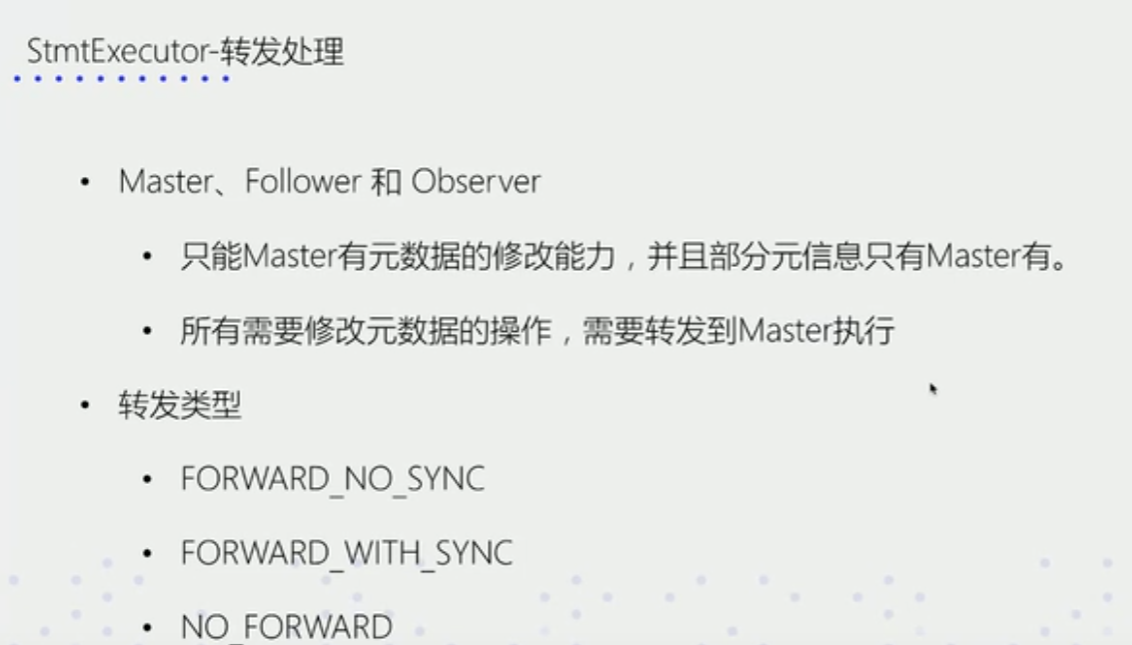 StmtExecutor-转发处理
• Master、Follower 和 Observer
• 只能Master有元数据的修改能力，并且部分元信息只有Master有。
• 所有需要修改元数据的操作，需要转发到Master执行
• 转发类型
• FORWARD_NO_SYNC
• FORWARD_WITH_SYNC
• NO_FORWARD